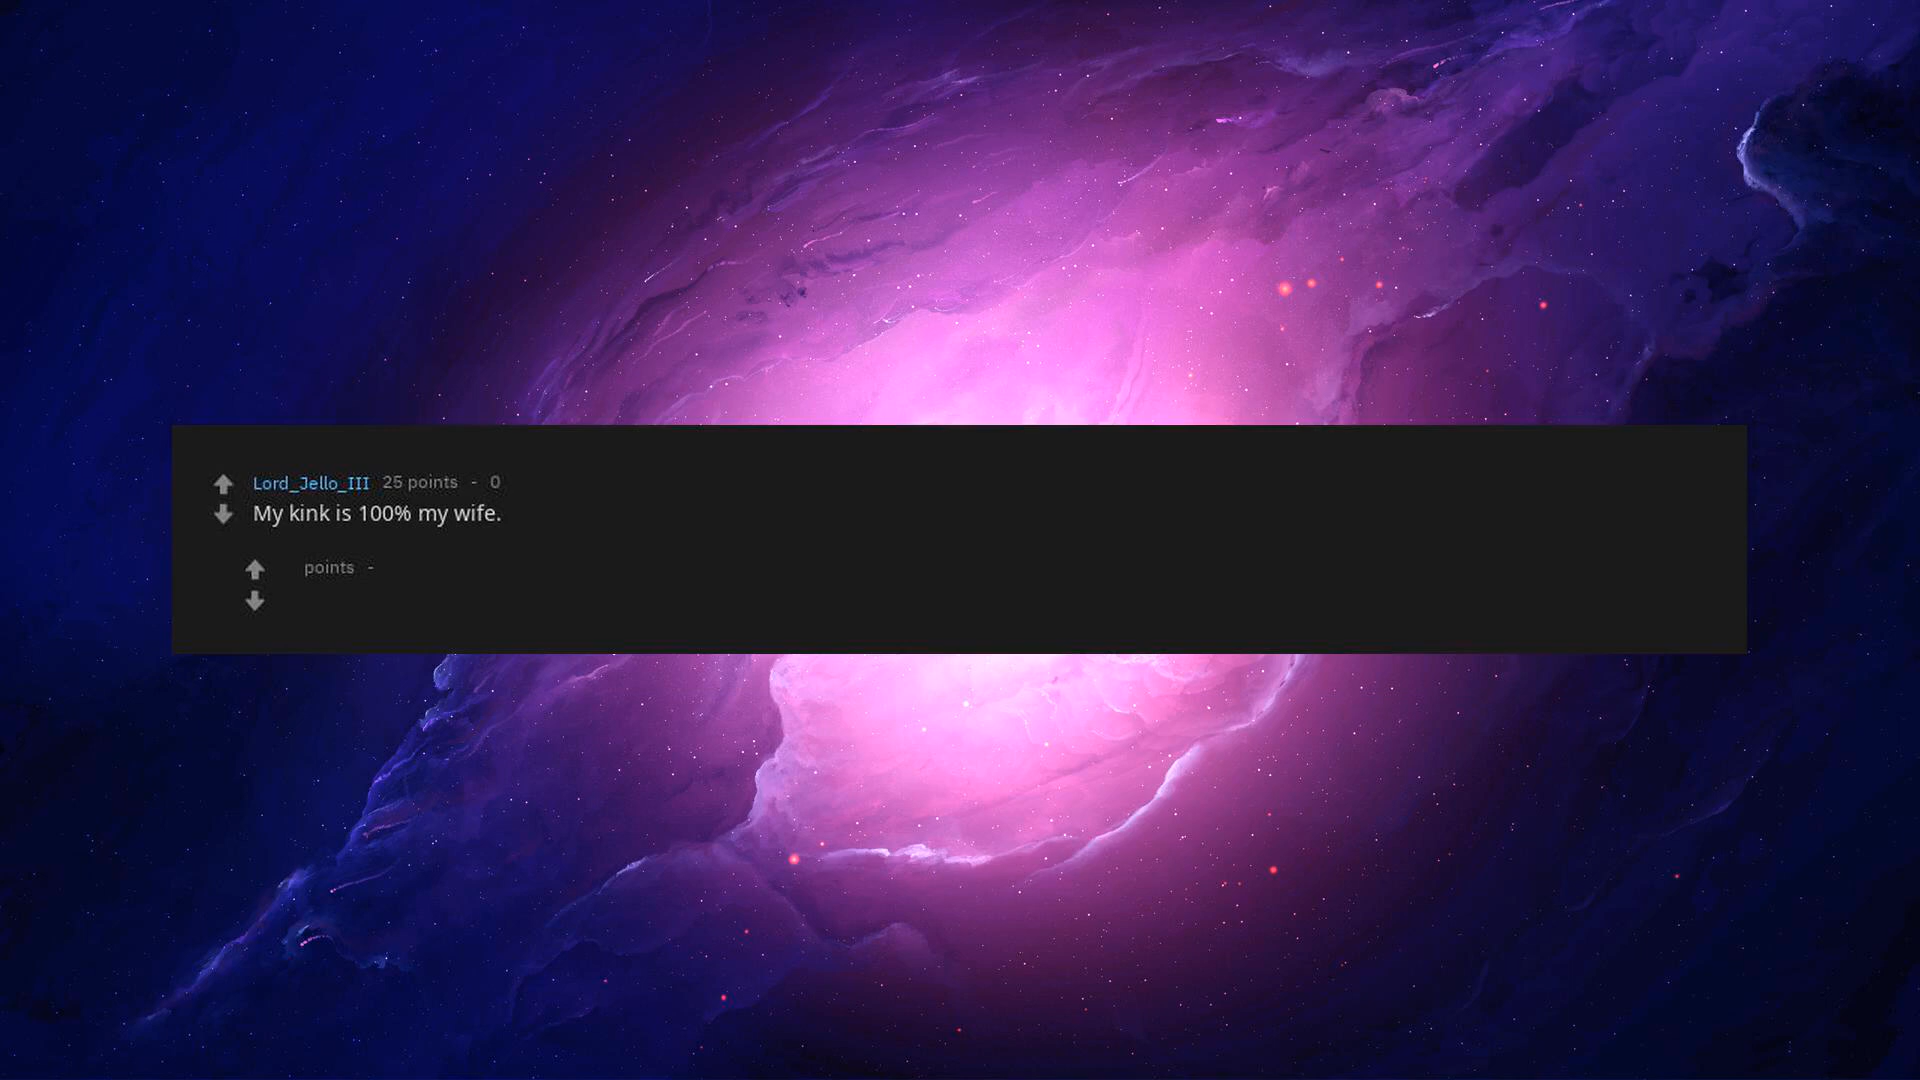 Lord_Jello_III 25 points - 0
My kink is 100% my wife.
points -